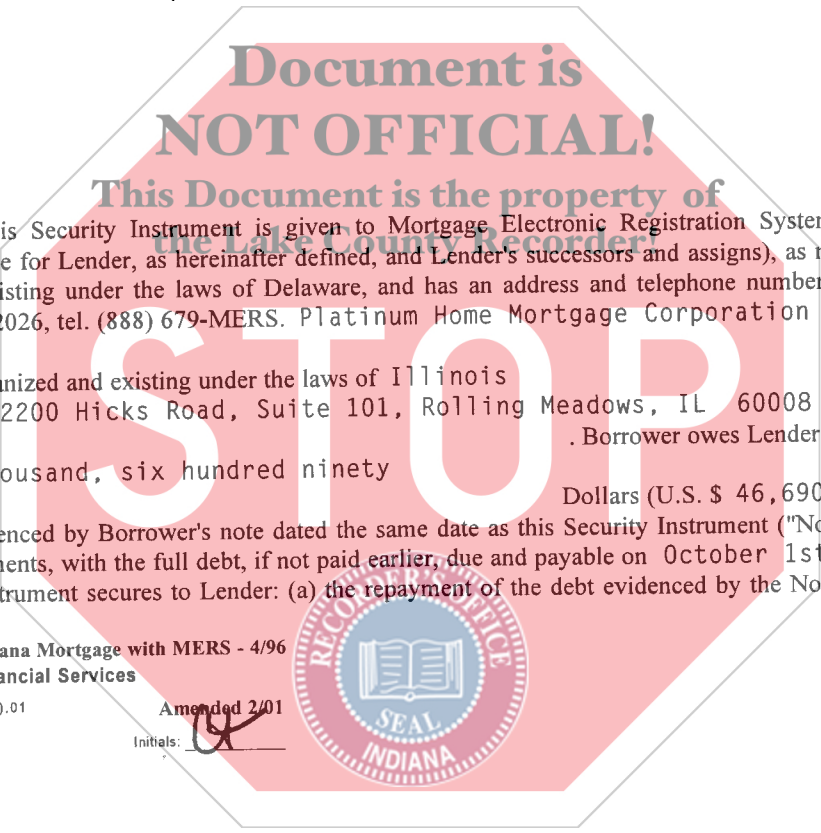 Document is
NOT OFFICIAL!
This Document is the property of
the Lake County Recorder!
is Security Instrument is given to Mortgage Electronic Registration System
e for Lender, as hereinafter defined, and Lender's successors and assigns), as
isting under the laws of Delaware, and has an address and telephone number
2026, tel. (888) 679-MERS. Platinum Home Mortgage Corporation
STOP
nized and existing under the laws of Illinois
2200 Hicks Road, Suite 101, Rolling Meadows, IL 60008
. Borrower owes Lender
ousand, six hundred ninety
Dollars (U.S. $ 46,690
enced by Borrower's note dated the same date as this Security Instrument ("No
ents, with the full debt, if not paid earlier, due and payable on October 1st
trument secures to Lender: (a) the repayment of the debt evidenced by the No
RECORDER'S OFFICE
SEAL
INDIANA
ana Mortgage with MERS - 4/96
ancial Services
).01 Amended 2/01
Initials: